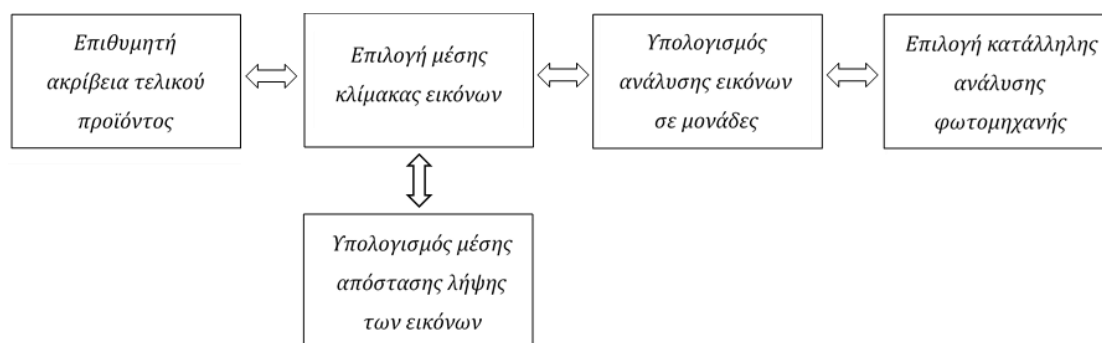 Επιθυμητή
ακρίβεια τελικού
προϊόντος
Επιλογή μέσης
κλίμακας εικόνων
Υπολογισμός
ανάλυσης εικόνων
σε μονάδες
Επιλογή κατάλληλης
ανάλυσης
φωτομηχανής
Υπολογισμός μέσης
απόστασης λήψης
των εικόνων